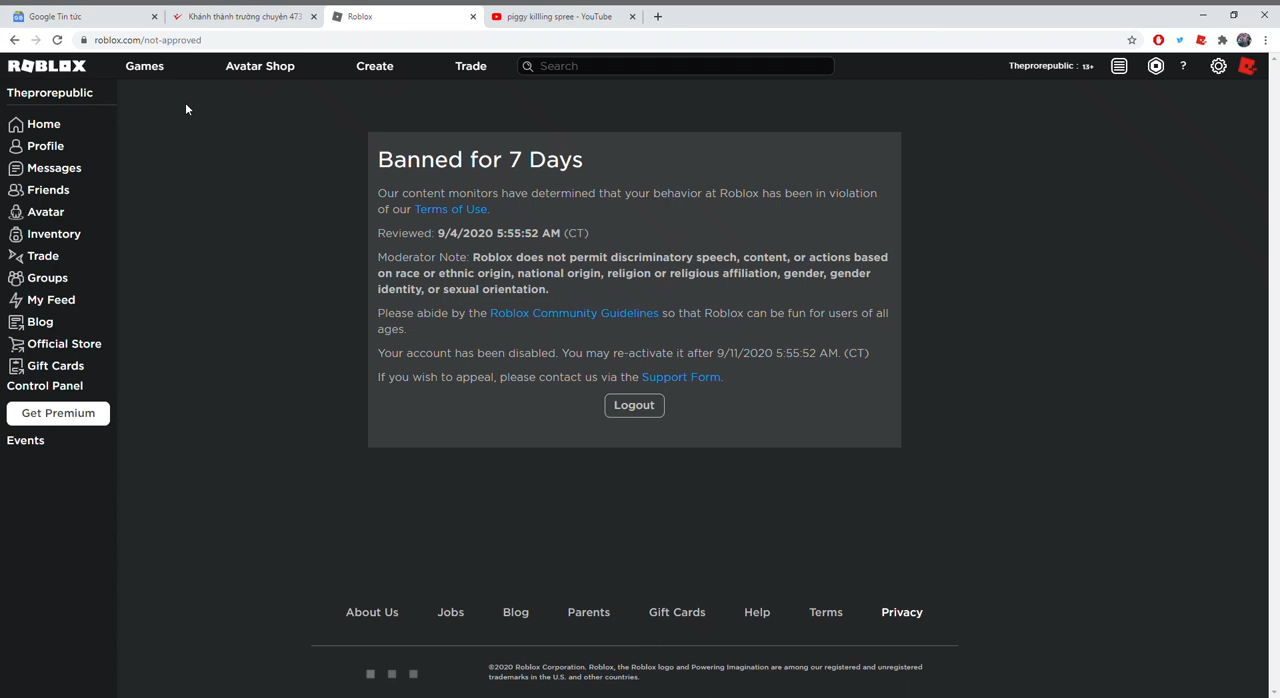 Google Tin tức
Khánh thành trường chuyên 473
Roblox
piggy killling spree - YouTube
roblox.com/not-approved
ROBLOX
Games
Avatar Shop
Create
Trade
Search
Theprorepublic : 13+
Theprorepublic
Home
Profile
Messages
Friends
Avatar
Inventory
Trade
Groups
My Feed
Blog
Official Store
Gift Cards
Control Panel
Get Premium
Events
Banned for 7 Days
Our content monitors have determined that your behavior at Roblox has been in violation
of our Terms of Use.
Reviewed: 9/4/2020 5:55:52 AM (CT)
Moderator Note: Roblox does not permit discriminatory speech, content, or actions based
on race or ethnic origin, national origin, religion or religious affiliation, gender, gender
identity, or sexual orientation.
Please abide by the Roblox Community Guidelines so that Roblox can be fun for users of all
ages.
Your account has been disabled. You may re-activate it after 9/11/2020 5:55:52 AM. (CT)
If you wish to appeal, please contact us via the Support Form.
Logout
About Us
Jobs
Blog
Parents
Gift Cards
Help
Terms
Privacy
©2020 Roblox Corporation. Roblox, the Roblox logo and Powering Imagination are among our registered and unregistered
trademarks in the U.S. and other countries.